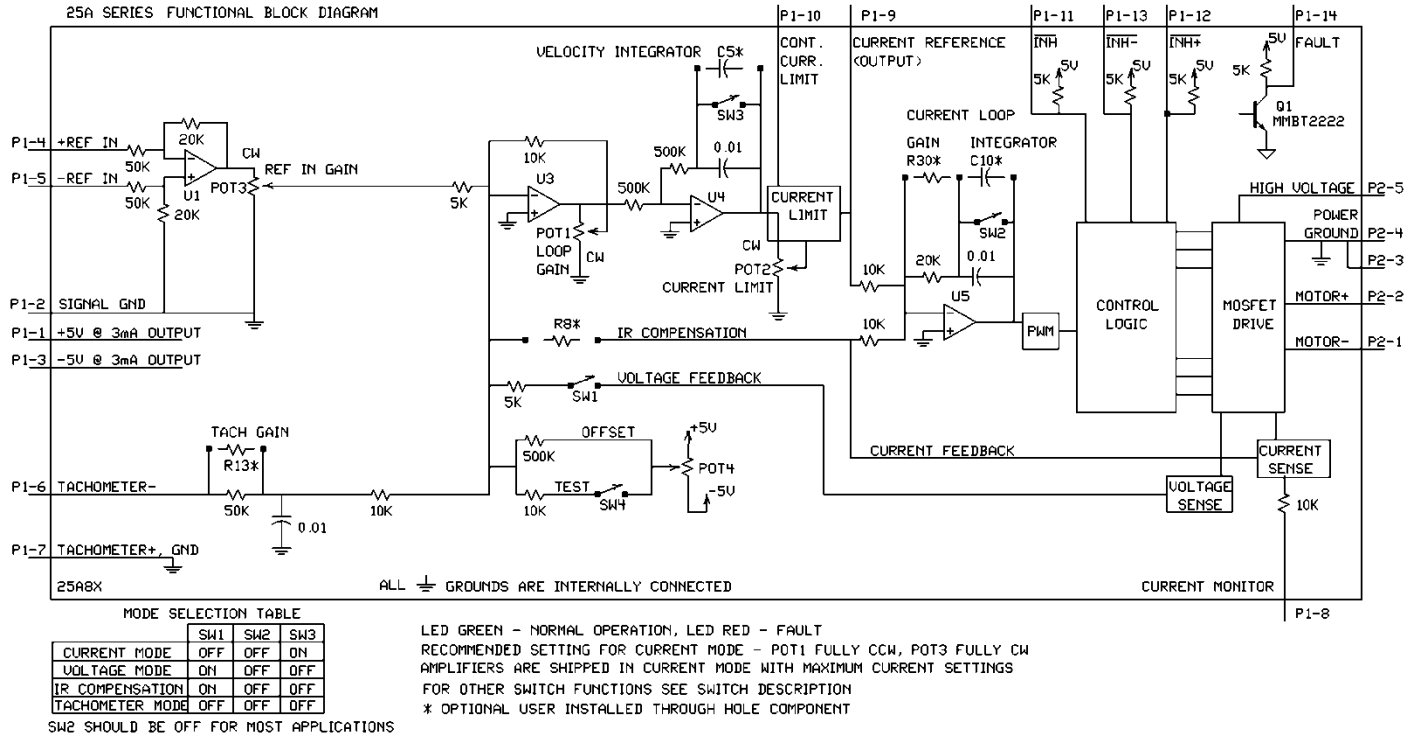 25A SERIES FUNCTIONAL BLOCK DIAGRAM
P1-10
P1-9
P1-11
P1-13
P1-12
P1-14
CONT.
CURR.
LIMIT
CURRENT REFERENCE
(OUTPUT)
INH
INH-
INH+
FAULT
5V
5K
5V
5K
5V
5K
5V
5K
Q1
MMBT2222
VELOCITY INTEGRATOR C5*
SW3
0.01
500K
CURRENT LOOP
GAIN
R30*
INTEGRATOR
C10*
SW2
20K
0.01
P1-4 +REF IN
50K
20K
CW
P1-5 -REF IN
50K
U1
20K
POT3
REF IN GAIN
5K
10K
U3
500K
U4
POT1
LOOP
GAIN
CW
CURRENT
LIMIT
CW
POT2
CURRENT LIMIT
10K
10K
U5
PWM
CONTROL
LOGIC
MOSFET
DRIVE
HIGH VOLTAGE P2-5
POWER
GROUND P2-4
P2-3
MOTOR+ P2-2
MOTOR- P2-1
P1-2 SIGNAL GND
P1-1 +5V @ 3mA OUTPUT
P1-3 -5V @ 3mA OUTPUT
R8*
IR COMPENSATION
5K
SW1
VOLTAGE FEEDBACK
TACH GAIN
R13*
OFFSET
500K
+5V
POT4
-5V
TEST
10K
SW4
CURRENT FEEDBACK
CURRENT
SENSE
VOLTAGE
SENSE
10K
P1-6 TACHOMETER-
50K
0.01
10K
P1-7 TACHOMETER+, GND
25A8X
ALL GROUNDS ARE INTERNALLY CONNECTED
CURRENT MONITOR
P1-8
MODE SELECTION TABLE
SW1 SW2 SW3
CURRENT MODE OFF OFF ON
VOLTAGE MODE ON OFF OFF
IR COMPENSATION ON OFF OFF
TACHOMETER MODE OFF OFF OFF
SW2 SHOULD BE OFF FOR MOST APPLICATIONS
LED GREEN - NORMAL OPERATION, LED RED - FAULT
RECOMMENDED SETTING FOR CURRENT MODE - POT1 FULLY CCW, POT3 FULLY CW
AMPLIFIERS ARE SHIPPED IN CURRENT MODE WITH MAXIMUM CURRENT SETTINGS
FOR OTHER SWITCH FUNCTIONS SEE SWITCH DESCRIPTION
* OPTIONAL USER INSTALLED THROUGH HOLE COMPONENT